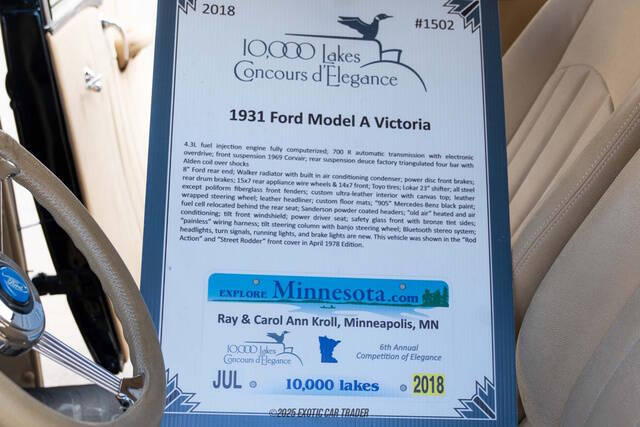 2018
#1502
10,000 Lakes
Concours d'Elegance
1931 Ford Model A Victoria
4.3L fuel injection engine fully computerized; 700 R automatic transmission with electronic
overdrive; front suspension 1969 Corvair; rear suspension deuce factory triangulated four bar with
Alden coil over shocks
8" Ford rear end; Walker radiator with built in air conditioning condenser; power disc front brakes;
rear drum brakes; 15x7 rear appliance wire wheels & 14x7 front; Toyo tires; Lokar 23" shifter; all steel
except poliform fiberglass front fenders; custom ultra-leather interior with canvas top; leather
wrapped steering wheel; leather headliner; custom floor mats; "905" Mercedes Benz black paint;
fuel cell relocated behind the rear seat; Sanderson powder coated headers; "old air" heated and air
conditioning; tilt front windshield; power driver seat; safety glass front with bronze tint sides;
"painless" wiring harness; tilt steering column with banjo steering wheel; Bluetooth stereo system;
headlights, turn signals, running lights, and brake lights are new. This vehicle was shown in the "Rod
Action" and "Street Rodder" front cover in April 1978 Edition.
EXPLORE Minnesota.com
Ray & Carol Ann Kroll, Minneapolis, MN
10,000 Lakes
Concours d'Elegance
6th Annual
Competition of Elegance
JUL 10,000 lakes 2018
Ford
©2025 EXOTIC CAR TRADER